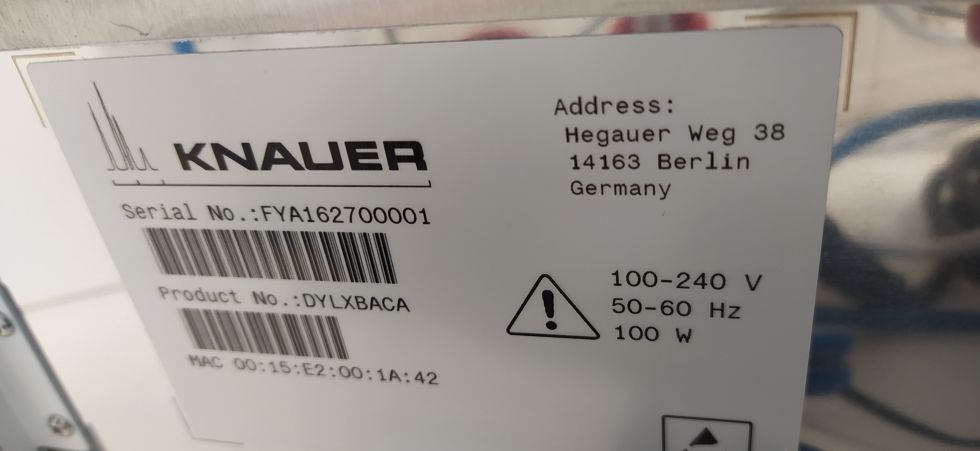 KNAUER
Serial No.:FYA162700001
Product No.:DYLXBACA
MAC 00:15:E2:00:1A:42
Address:
Hegauer Weg 38
14163 Berlin
Germany
100-240 V
50-60 Hz
100 W